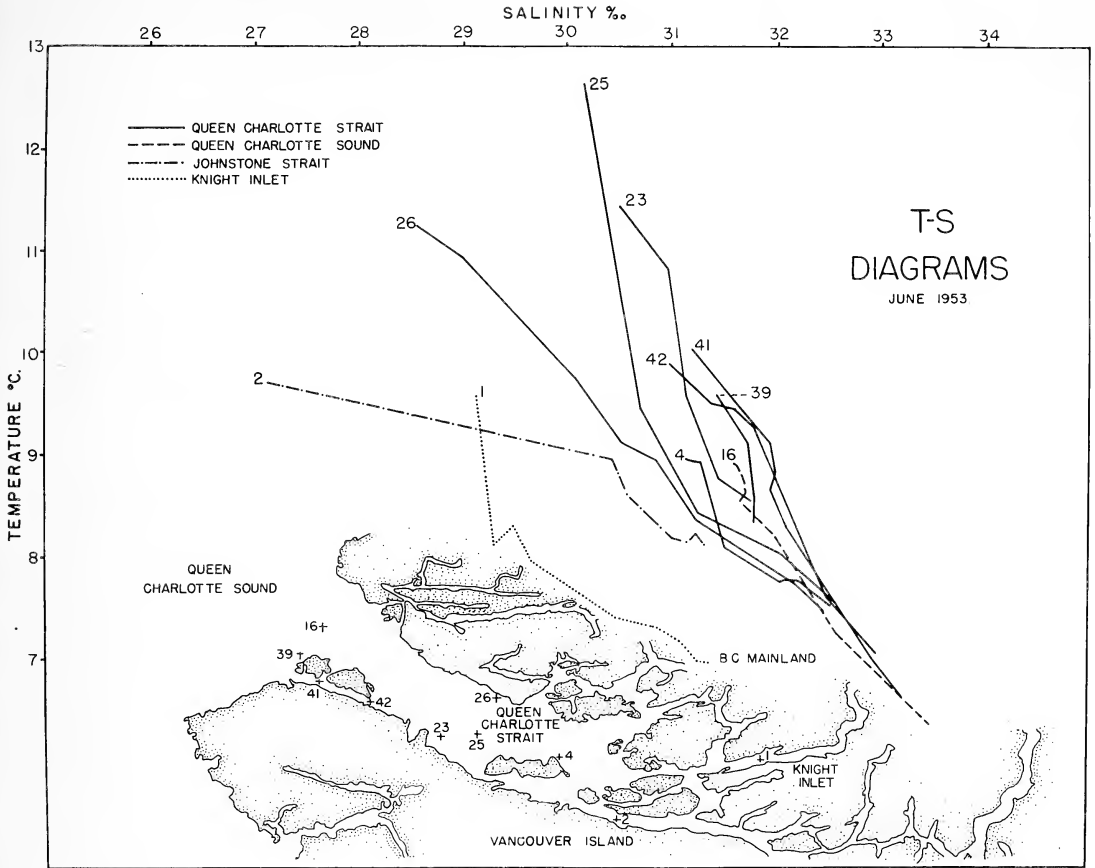 SALINITY ‰
26 27 28 29 30 31 32 33 34
13
12
11
10
9
8
7
TEMPERATURE °C.
QUEEN CHARLOTTE STRAIT
QUEEN CHARLOTTE SOUND
JOHNSTONE STRAIT
KNIGHT INLET
T-S
DIAGRAMS
JUNE 1953
25
23
26
41
42
2
1
39
4
16
QUEEN
CHARLOTTE SOUND
16
39
41
42
B C MAINLAND
26
QUEEN
CHARLOTTE
STRAIT
23
25
4
1
KNIGHT
INLET
2
VANCOUVER ISLAND